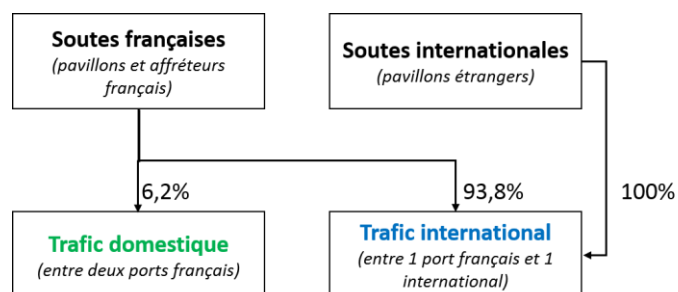 Soutes françaises
(pavillons et affréteurs
français)
Soutes internationales
(pavillons étrangers)
6,2%
93,8%
100%
Trafic domestique
(entre deux ports français)
Trafic international
(entre 1 port français et 1
international)